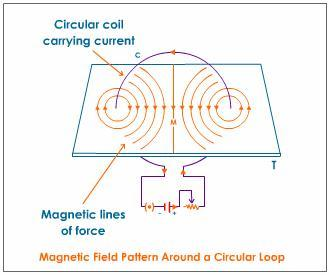 Circular coil
carrying current
C
M
T
- +
Magnetic lines
of force
Magnetic Field Pattern Around a Circular Loop